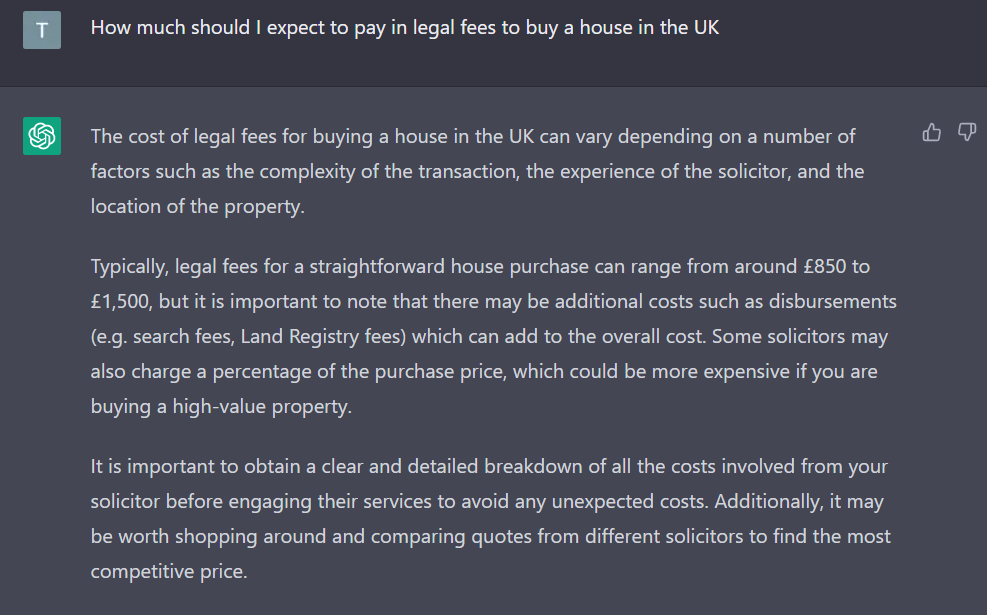 T
How much should I expect to pay in legal fees to buy a house in the UK
The cost of legal fees for buying a house in the UK can vary depending on a number of
factors such as the complexity of the transaction, the experience of the solicitor, and the
location of the property.
Typically, legal fees for a straightforward house purchase can range from around £850 to
£1,500, but it is important to note that there may be additional costs such as disbursements
(e.g. search fees, Land Registry fees) which can add to the overall cost. Some solicitors may
also charge a percentage of the purchase price, which could be more expensive if you are
buying a high-value property.
It is important to obtain a clear and detailed breakdown of all the costs involved from your
solicitor before engaging their services to avoid any unexpected costs. Additionally, it may
be worth shopping around and comparing quotes from different solicitors to find the most
competitive price.